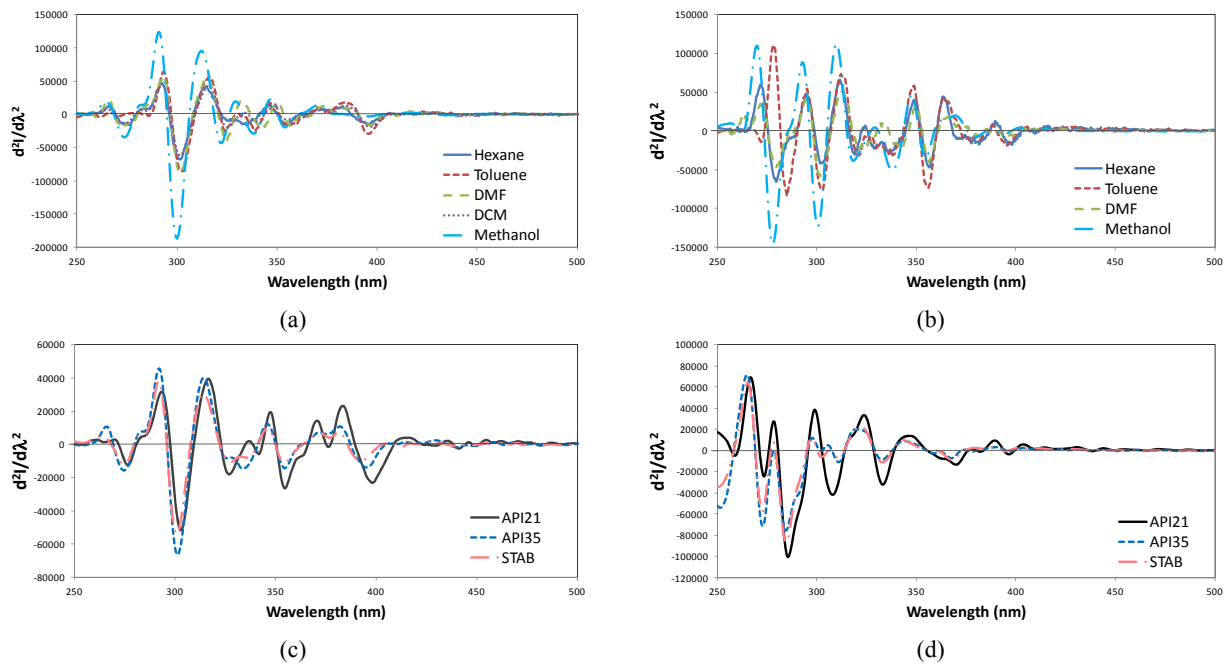 150000
100000
50000
0
-50000
-100000
-150000
-200000
250 300 350 400 450 500
d²I/dλ²
Wavelength (nm)
Hexane
Toluene
DMF
DCM
Methanol
(a)
150000
100000
50000
0
-50000
-100000
-150000
250 300 350 400 450 500
d²I/dλ²
Wavelength (nm)
Hexane
Toluene
DMF
Methanol
(b)
60000
40000
20000
0
-20000
-40000
-60000
-80000
250 300 350 400 450 500
d²I/dλ²
Wavelength (nm)
API21
API35
STAB
(c)
100000
80000
60000
40000
20000
0
-20000
-40000
-60000
-80000
-100000
-120000
250 300 350 400 450 500
d²I/dλ²
Wavelength (nm)
API21
API35
STAB
(d)